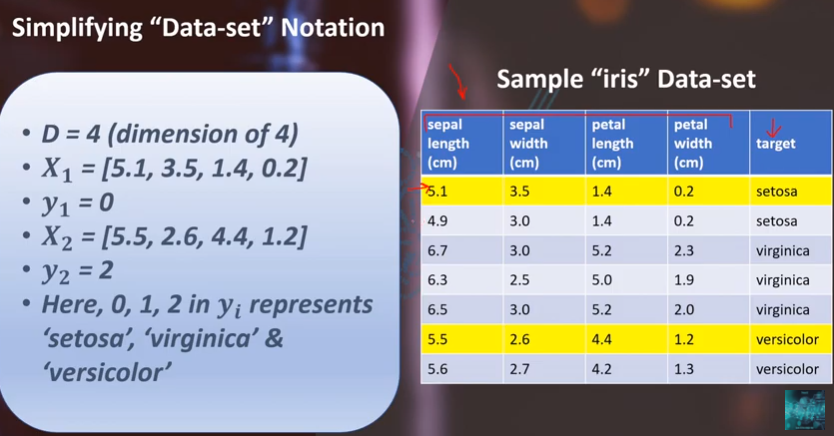 Simplifying “Data-set” Notation
• D = 4 (dimension of 4)
• X₁ = [5.1, 3.5, 1.4, 0.2]
• y₁ = 0
• X₂ = [5.5, 2.6, 4.4, 1.2]
• y₂ = 2
• Here, 0, 1, 2 in yᵢ represents
‘setosa’, ‘virginica’ &
‘versicolor’
Sample “iris” Data-set
sepal length (cm) sepal width (cm) petal length (cm) petal width (cm) target
5.1 3.5 1.4 0.2 setosa
4.9 3.0 1.4 0.2 setosa
6.7 3.0 5.2 2.3 virginica
6.3 2.5 5.0 1.9 virginica
6.5 3.0 5.2 2.0 virginica
5.5 2.6 4.4 1.2 versicolor
5.6 2.7 4.2 1.3 versicolor